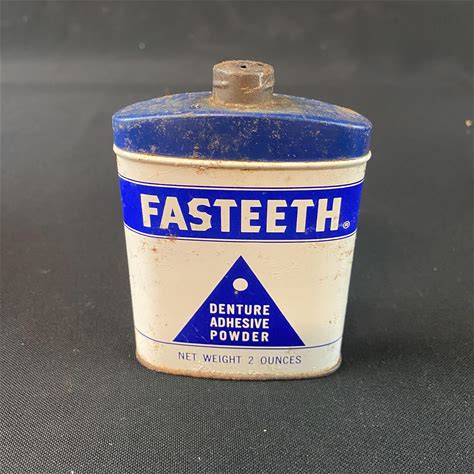 FASTEETH®
DENTURE
ADHESIVE
POWDER
NET WEIGHT 2 OUNCES